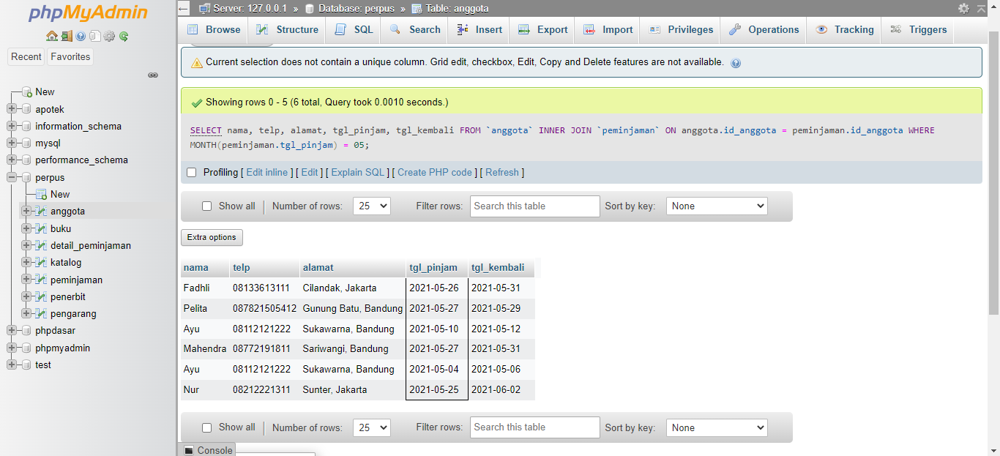 phpMyAdmin
Recent Favorites
New
apotek
information_schema
mysql
performance_schema
perpus
New
anggota
buku
detail_peminjaman
katalog
peminjaman
penerbit
pengarang
phpdasar
phpmyadmin
test
Server: 127.0.0.1 » Database: perpus » Table: anggota
Browse Structure SQL Search Insert Export Import Privileges Operations Tracking Triggers
Current selection does not contain a unique column. Grid edit, checkbox, Edit, Copy and Delete features are not available.
Showing rows 0 - 5 (6 total, Query took 0.0010 seconds.)
SELECT nama, telp, alamat, tgl_pinjam, tgl_kembali FROM `anggota` INNER JOIN `peminjaman` ON anggota.id_anggota = peminjaman.id_anggota WHERE
MONTH(peminjaman.tgl_pinjam) = 05;
Profiling [ Edit inline ] [ Edit ] [ Explain SQL ] [ Create PHP code ] [ Refresh ]
Show all | Number of rows: 25 Filter rows: Search this table Sort by key: None
Extra options
nama telp alamat tgl_pinjam tgl_kembali
Fadhli 08133613111 Cilandak, Jakarta 2021-05-26 2021-05-31
Pelita 087821505412 Gunung Batu, Bandung 2021-05-27 2021-05-29
Ayu 08112121222 Sukawarna, Bandung 2021-05-10 2021-05-12
Mahendra 08772191811 Sariwangi, Bandung 2021-05-27 2021-05-31
Ayu 08112121222 Sukawarna, Bandung 2021-05-04 2021-05-06
Nur 08212221311 Sunter, Jakarta 2021-05-25 2021-06-02
Show all | Number of rows: 25 Filter rows: Search this table Sort by key: None
Console